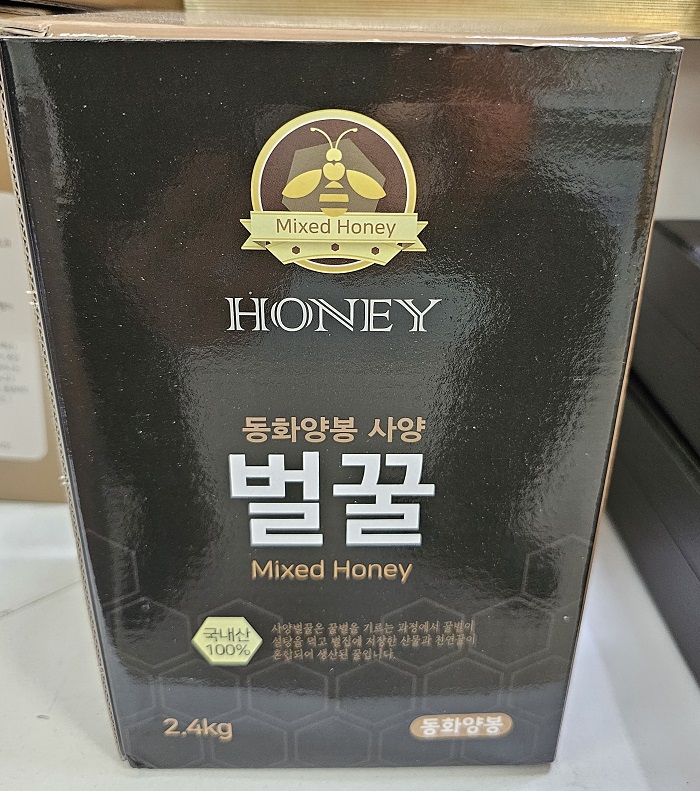 Mixed Honey
HONEY
동화양봉 사양
벌꿀
Mixed Honey
국내산
100%
사양벌꿀은 꿀벌을 기르는 과정에서 꿀벌이
설탕을 먹고 벌집에 저장한 산물과 천연꿀이
혼합되어 생산된 꿀입니다.
2.4kg
동화양봉